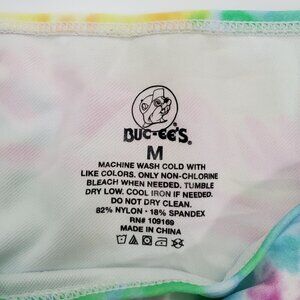 BUC-EE'S®
M
MACHINE WASH COLD WITH
LIKE COLORS. ONLY NON-CHLORINE
BLEACH WHEN NEEDED. TUMBLE
DRY LOW. COOL IRON IF NEEDED.
DO NOT DRY CLEAN.
82% NYLON • 18% SPANDEX
RN# 109169
MADE IN CHINA